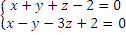 x + y + z − 2 = 0
x − y − 3z + 2 = 0